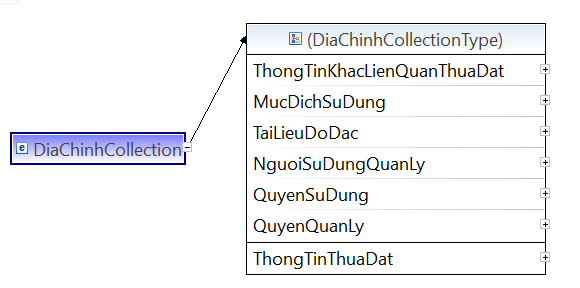 (DiaChinhCollectionType)
ThongTinKhacLienQuanThuaDat
MucDichSuDung
TaiLieuDoDac
e DiaChinhCollection
NguoiSuDungQuanLy
QuyenSuDung
QuyenQuanLy
ThongTinThuaDat